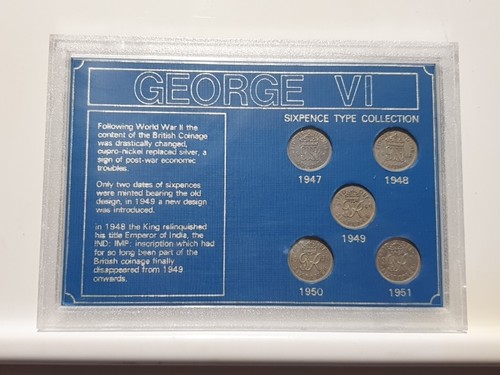 GEORGE VI
Following World War II the
content of the British Coinage
was drastically changed,
cupro-nickel replaced silver, a
sign of post-war economic
troubles.
Only two dates of sixpences
were minted bearing the old
design, in 1949 a new design
was introduced.
in 1948 the King relinquished
his title Emperor of India, the
IND: IMP: inscription which had
for so long been part of the
British coinage finally
disappeared from 1949
onwards.
SIXPENCE TYPE COLLECTION
1947 1948
1949
1950 1951